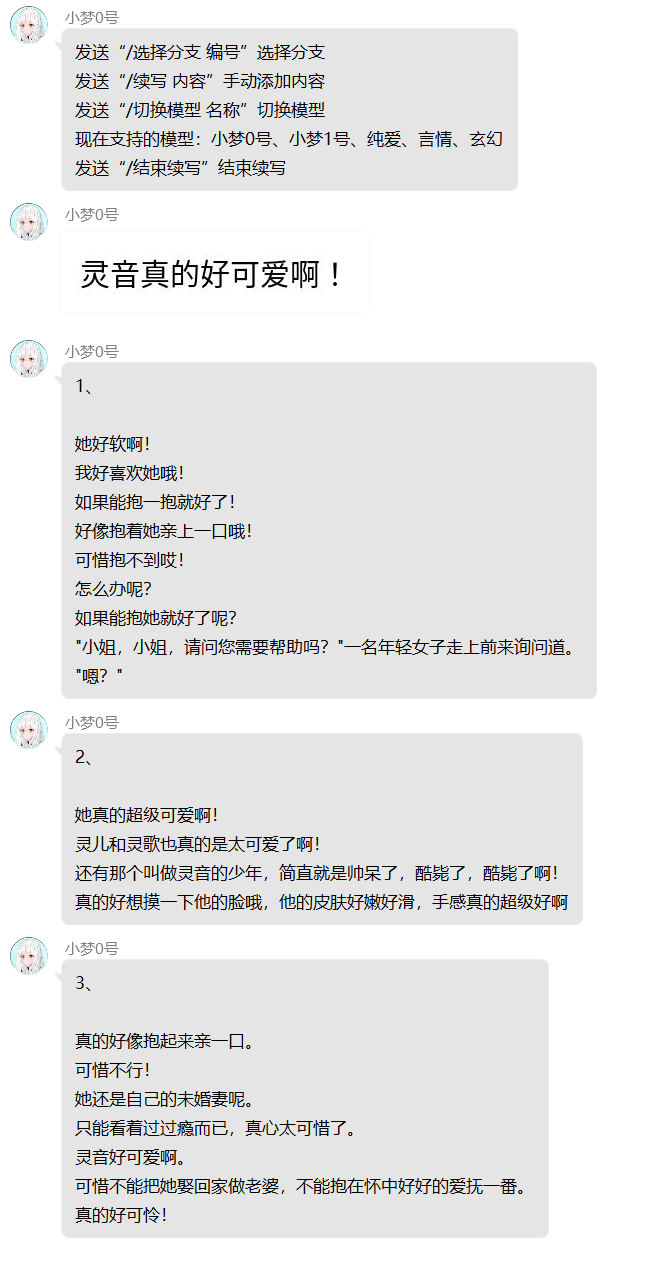 小梦0号
发送“/选择分支 编号”选择分支
发送“/续写 内容”手动添加内容
发送“/切换模型 名称”切换模型
现在支持的模型：小梦0号、小梦1号、纯爱、言情、玄幻
发送“/结束续写”结束续写
小梦0号
灵音真的好可爱啊！
小梦0号
1、
她好软啊！
我好喜欢她哦！
如果能抱一抱就好了！
好像抱着她亲上一口哦！
可惜抱不到哎！
怎么办呢？
如果能抱她就好了呢？
"小姐，小姐，请问您需要帮助吗？"一名年轻女子走上前来询问道。
"嗯？"
小梦0号
2、
她真的超级可爱啊！
灵儿和灵歌也真的是太可爱了啊！
还有那个叫做灵音的少年，简直就是帅呆了，酷毙了，酷毙了啊！
真的好想摸一下他的脸哦，他的皮肤好嫩好滑，手感真的超级好啊
小梦0号
3、
真的好像抱起来亲一口。
可惜不行！
她还是自己的未婚妻呢。
只能看着过过瘾而已，真心太可惜了。
灵音好可爱啊。
可惜不能把她娶回家做老婆，不能抱在怀中好好的爱抚一番。
真的好可怜！